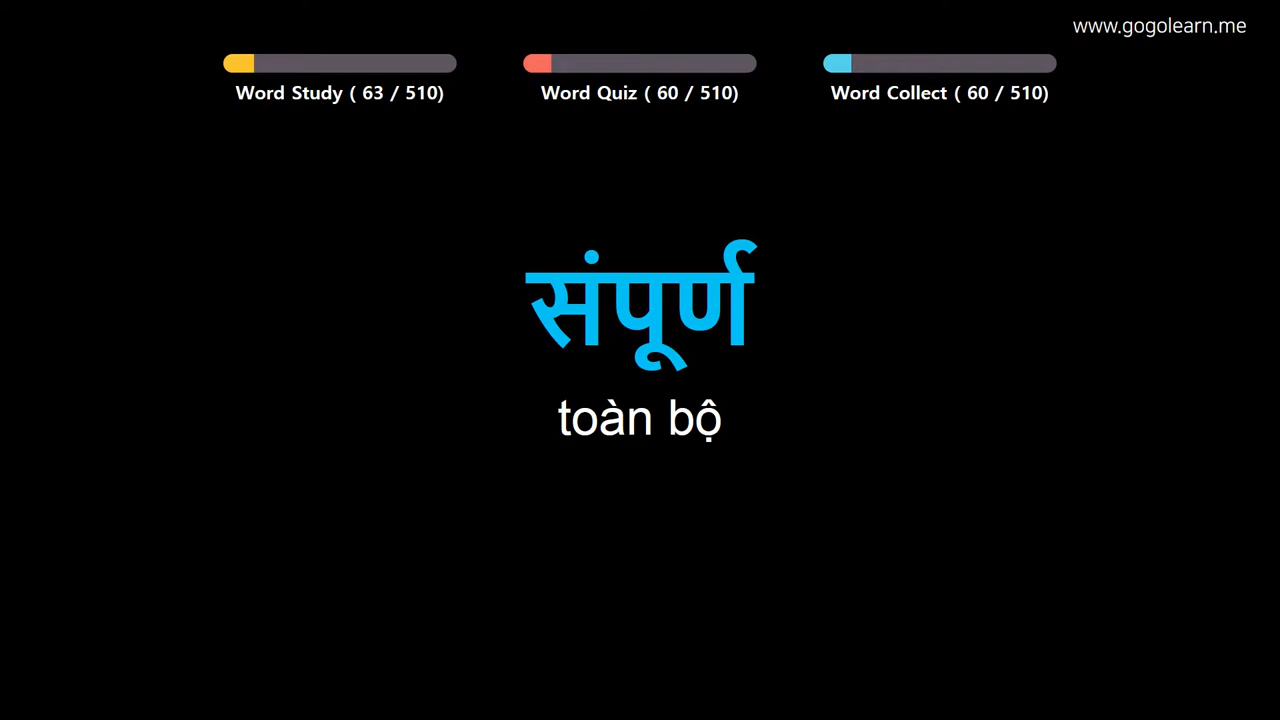 www.gogolearn.me
Word Study ( 63 / 510)
Word Quiz ( 60 / 510)
Word Collect ( 60 / 510)
संपूर्ण
toàn bộ